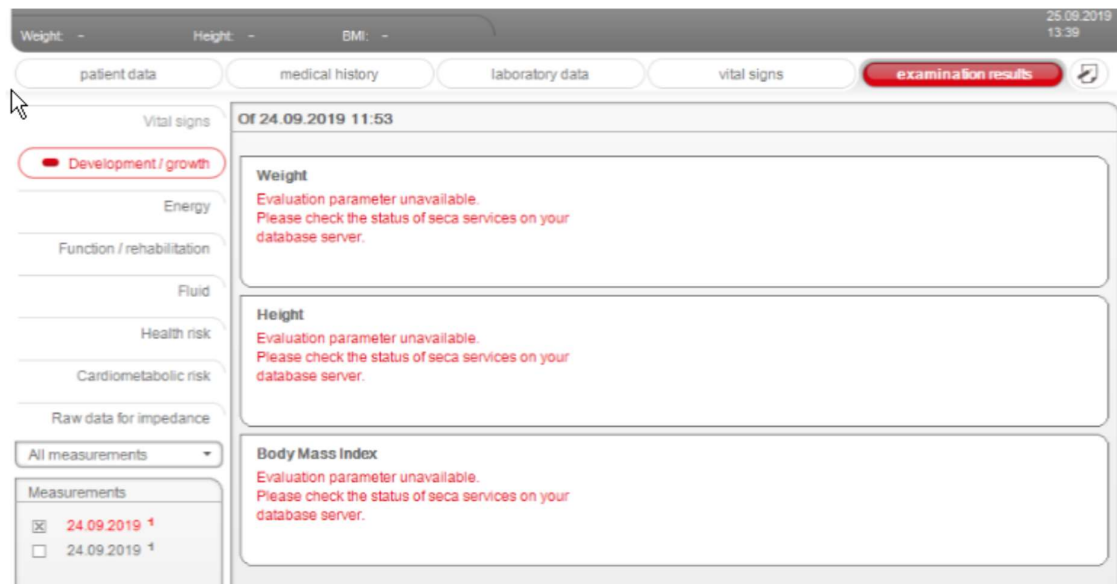 25.09.2019
13:39
Weight: - Height: - BMI: -
patient data medical history laboratory data vital signs examination results
Vital signs
Development / growth
Energy
Function / rehabilitation
Fluid
Health risk
Cardiometabolic risk
Raw data for impedance
All measurements
Measurements
24.09.2019 1
24.09.2019 1
Of 24.09.2019 11:53
Weight
Evaluation parameter unavailable.
Please check the status of seca services on your
database server.
Height
Evaluation parameter unavailable.
Please check the status of seca services on your
database server.
Body Mass Index
Evaluation parameter unavailable.
Please check the status of seca services on your
database server.